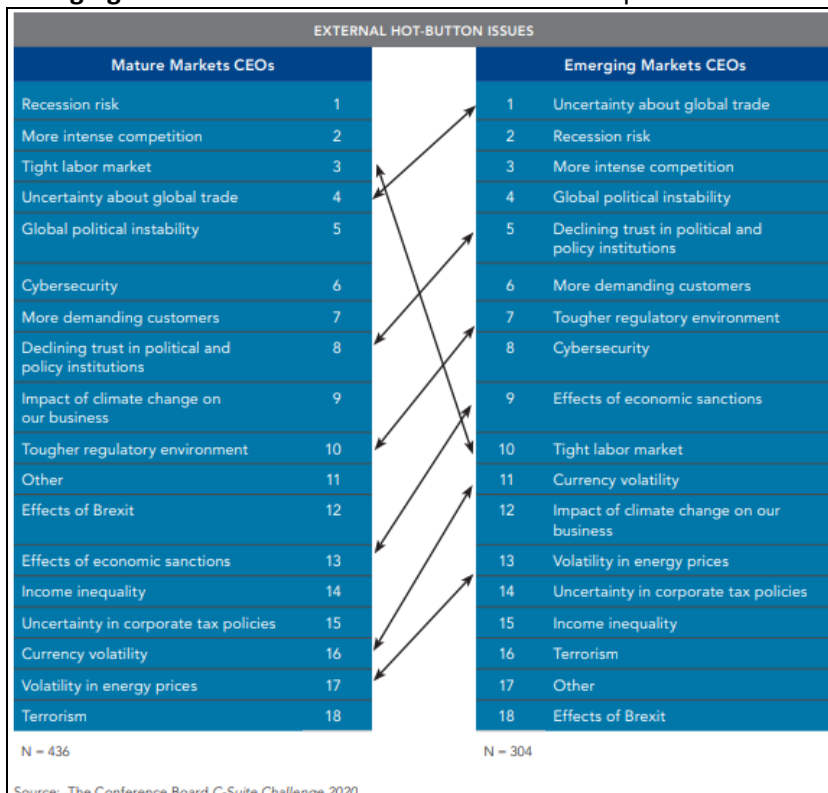 EXTERNAL HOT-BUTTON ISSUES
Mature Markets CEOs
Recession risk 1
More intense competition 2
Tight labor market 3
Uncertainty about global trade 4
Global political instability 5
Cybersecurity 6
More demanding customers 7
Declining trust in political and 8
policy institutions
Impact of climate change on 9
our business
Tougher regulatory environment 10
Other 11
Effects of Brexit 12
Effects of economic sanctions 13
Income inequality 14
Uncertainty in corporate tax policies 15
Currency volatility 16
Volatility in energy prices 17
Terrorism 18
N = 436
Emerging Markets CEOs
1 Uncertainty about global trade
2 Recession risk
3 More intense competition
4 Global political instability
5 Declining trust in political and
policy institutions
6 More demanding customers
7 Tougher regulatory environment
8 Cybersecurity
9 Effects of economic sanctions
10 Tight labor market
11 Currency volatility
12 Impact of climate change on our
business
13 Volatility in energy prices
14 Uncertainty in corporate tax policies
15 Income inequality
16 Terrorism
17 Other
18 Effects of Brexit
N = 304
Source: The Conference Board C-Suite Challenge 2020